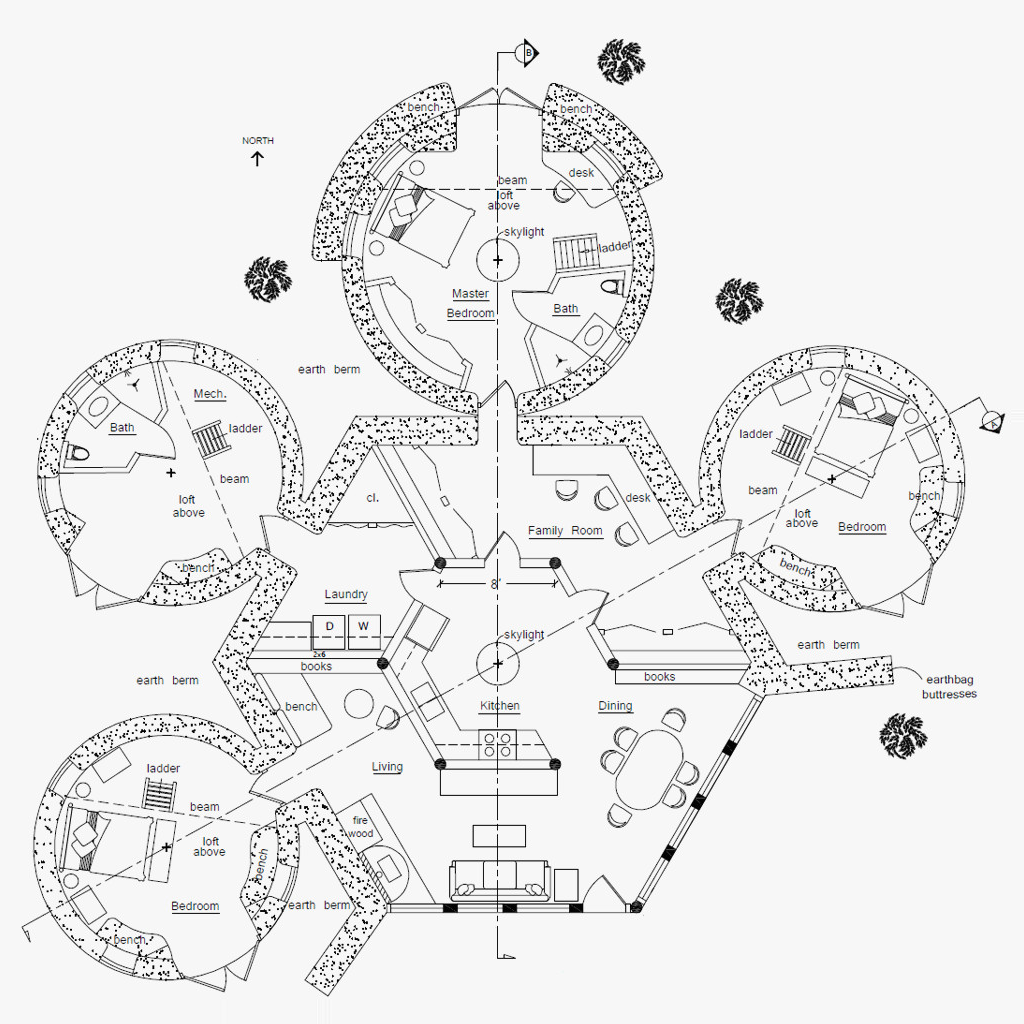 B
bench
bench
NORTH
desk
beam
loft
above
skylight
ladder
Master
Bedroom
Bath
earth berm
Mech.
Bath
ladder
beam
loft
above
bench
ladder
beam
loft
above
Bedroom
bench
bench
A
cl.
desk
Family Room
8'
Laundry
D
W
2x6
books
skylight
books
earth berm
earthbag
buttresses
earth berm
bench
Kitchen
Dining
Living
ladder
beam
loft
above
fire
wood
bench
Bedroom
earth berm
bench